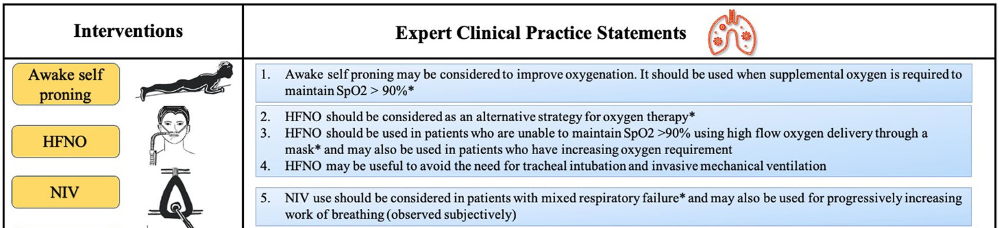 Interventions
Expert Clinical Practice Statements
Awake self
proning
1. Awake self proning may be considered to improve oxygenation. It should be used when supplemental oxygen is required to
maintain SpO2 > 90%*
HFNO
2. HFNO should be considered as an alternative strategy for oxygen therapy*
3. HFNO should be used in patients who are unable to maintain SpO2 >90% using high flow oxygen delivery through a
mask* and may also be used in patients who have increasing oxygen requirement
4. HFNO may be useful to avoid the need for tracheal intubation and invasive mechanical ventilation
NIV
5. NIV use should be considered in patients with mixed respiratory failure* and may also be used for progressively increasing
work of breathing (observed subjectively)